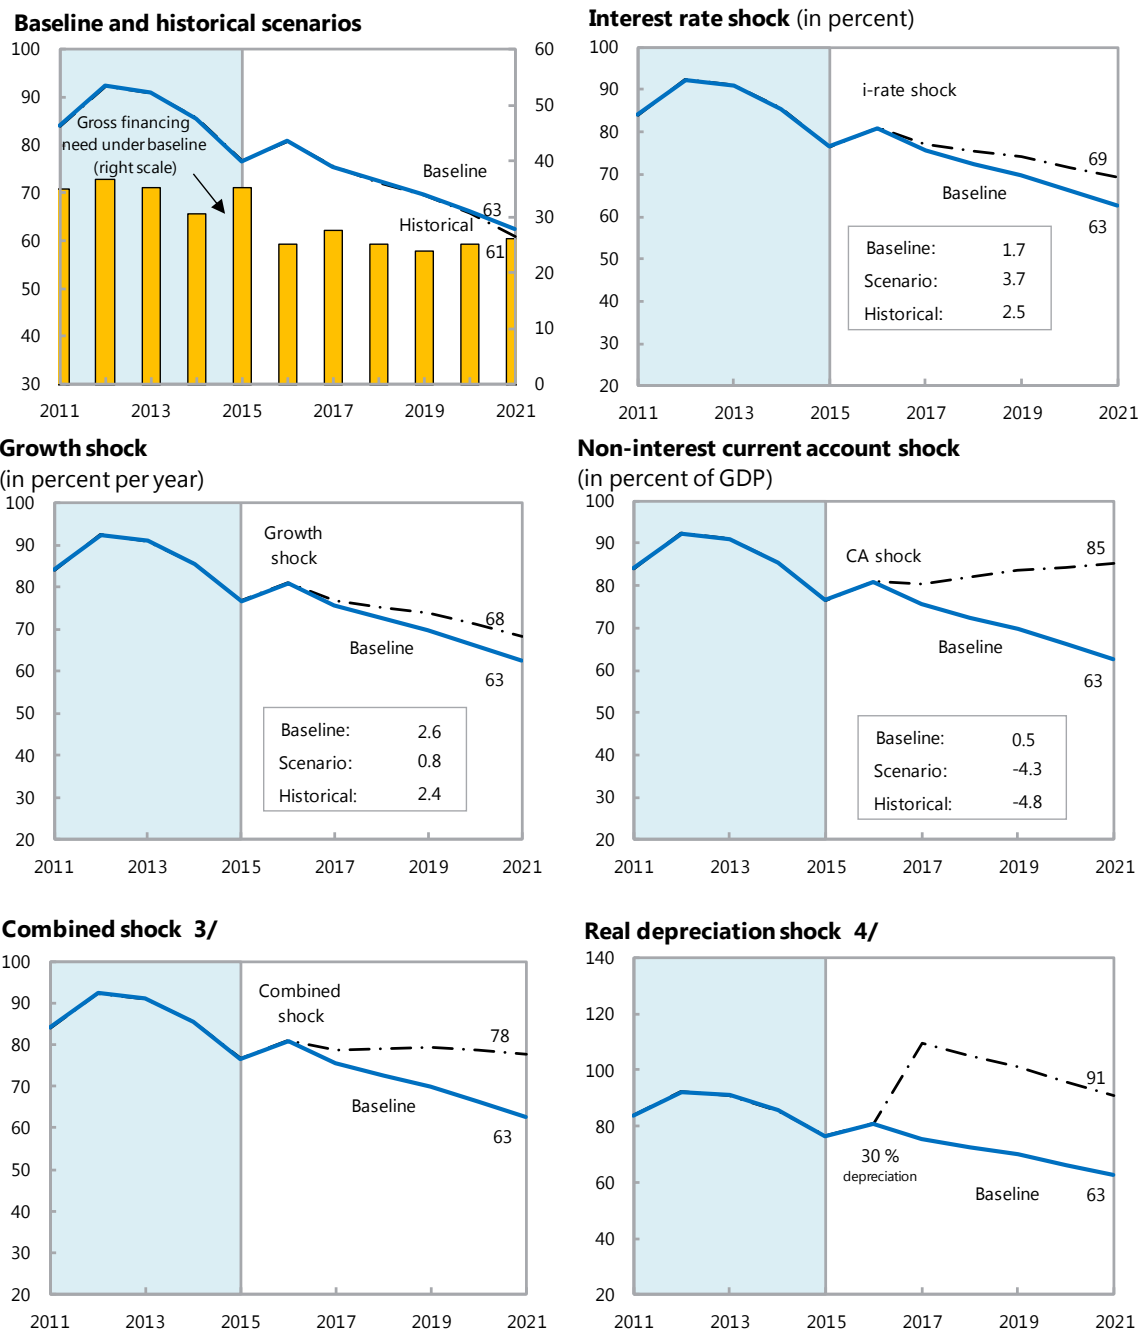 Baseline and historical scenarios
100
90
80
70
60
50
40
30
60
50
40
30
20
10
0
Gross financing
need under baseline
(right scale)
Baseline
63
Historical
61
2011 2013 2015 2017 2019 2021
Interest rate shock (in percent)
100
90
80
70
60
50
40
30
20
i-rate shock
69
Baseline
63
Baseline: 1.7
Scenario: 3.7
Historical: 2.5
2011 2013 2015 2017 2019 2021
Growth shock
(in percent per year)
100
90
80
70
60
50
40
30
20
Growth
shock
68
Baseline
63
Baseline: 2.6
Scenario: 0.8
Historical: 2.4
2011 2013 2015 2017 2019 2021
Non-interest current account shock
(in percent of GDP)
100
90
80
70
60
50
40
30
20
CA shock
85
Baseline
63
Baseline: 0.5
Scenario: -4.3
Historical: -4.8
2011 2013 2015 2017 2019 2021
Combined shock 3/
100
90
80
70
60
50
40
30
20
Combined
shock
78
Baseline
63
2011 2013 2015 2017 2019 2021
Real depreciation shock 4/
140
120
100
80
60
40
20
91
30 %
depreciation
Baseline
63
2011 2013 2015 2017 2019 2021